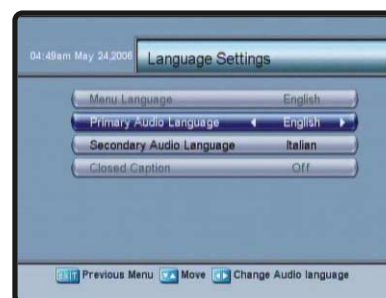 04:49am May 24,2006 Language Settings
Menu Language English
Primary Audio Language English
Secondary Audio Language Italian
Closed Caption Off
EXIT Previous Menu Move Change Audio language